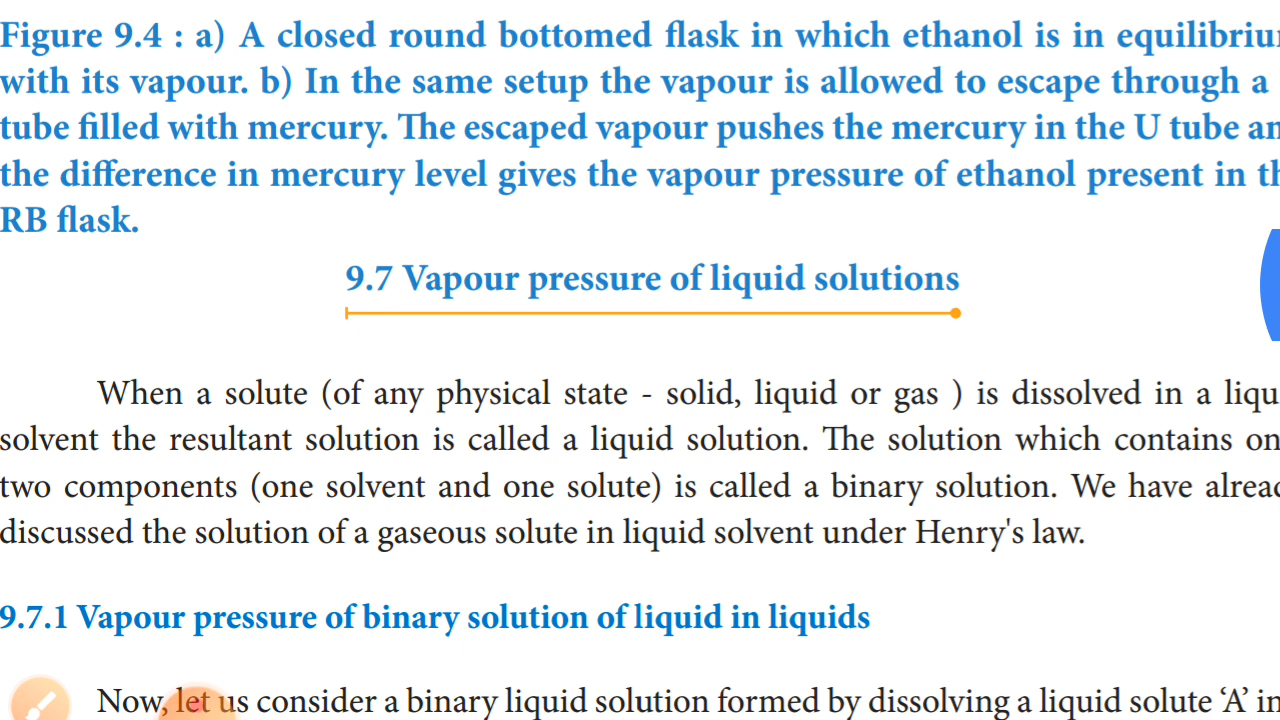 Figure 9.4 : a) A closed round bottomed flask in which ethanol is in
with its vapour. b) In the same setup the vapour is allowed to escape through a
tube filled with mercury. The escaped vapour pushes the mercury in the U tube
the difference in mercury level gives the vapour pressure of ethanol present in
RB flask.
9.7 Vapour pressure of liquid solutions
When a solute (of any physical state - solid, liquid or gas ) is dissolved in a
solvent the resultant solution is called a liquid solution. The solution which contains
two components (one solvent and one solute) is called a binary solution. We have
discussed the solution of a gaseous solute in liquid solvent under Henry's law.
9.7.1 Vapour pressure of binary solution of liquid in liquids
Now, let us consider a binary liquid solution formed by dissolving a liquid solute ‘A’